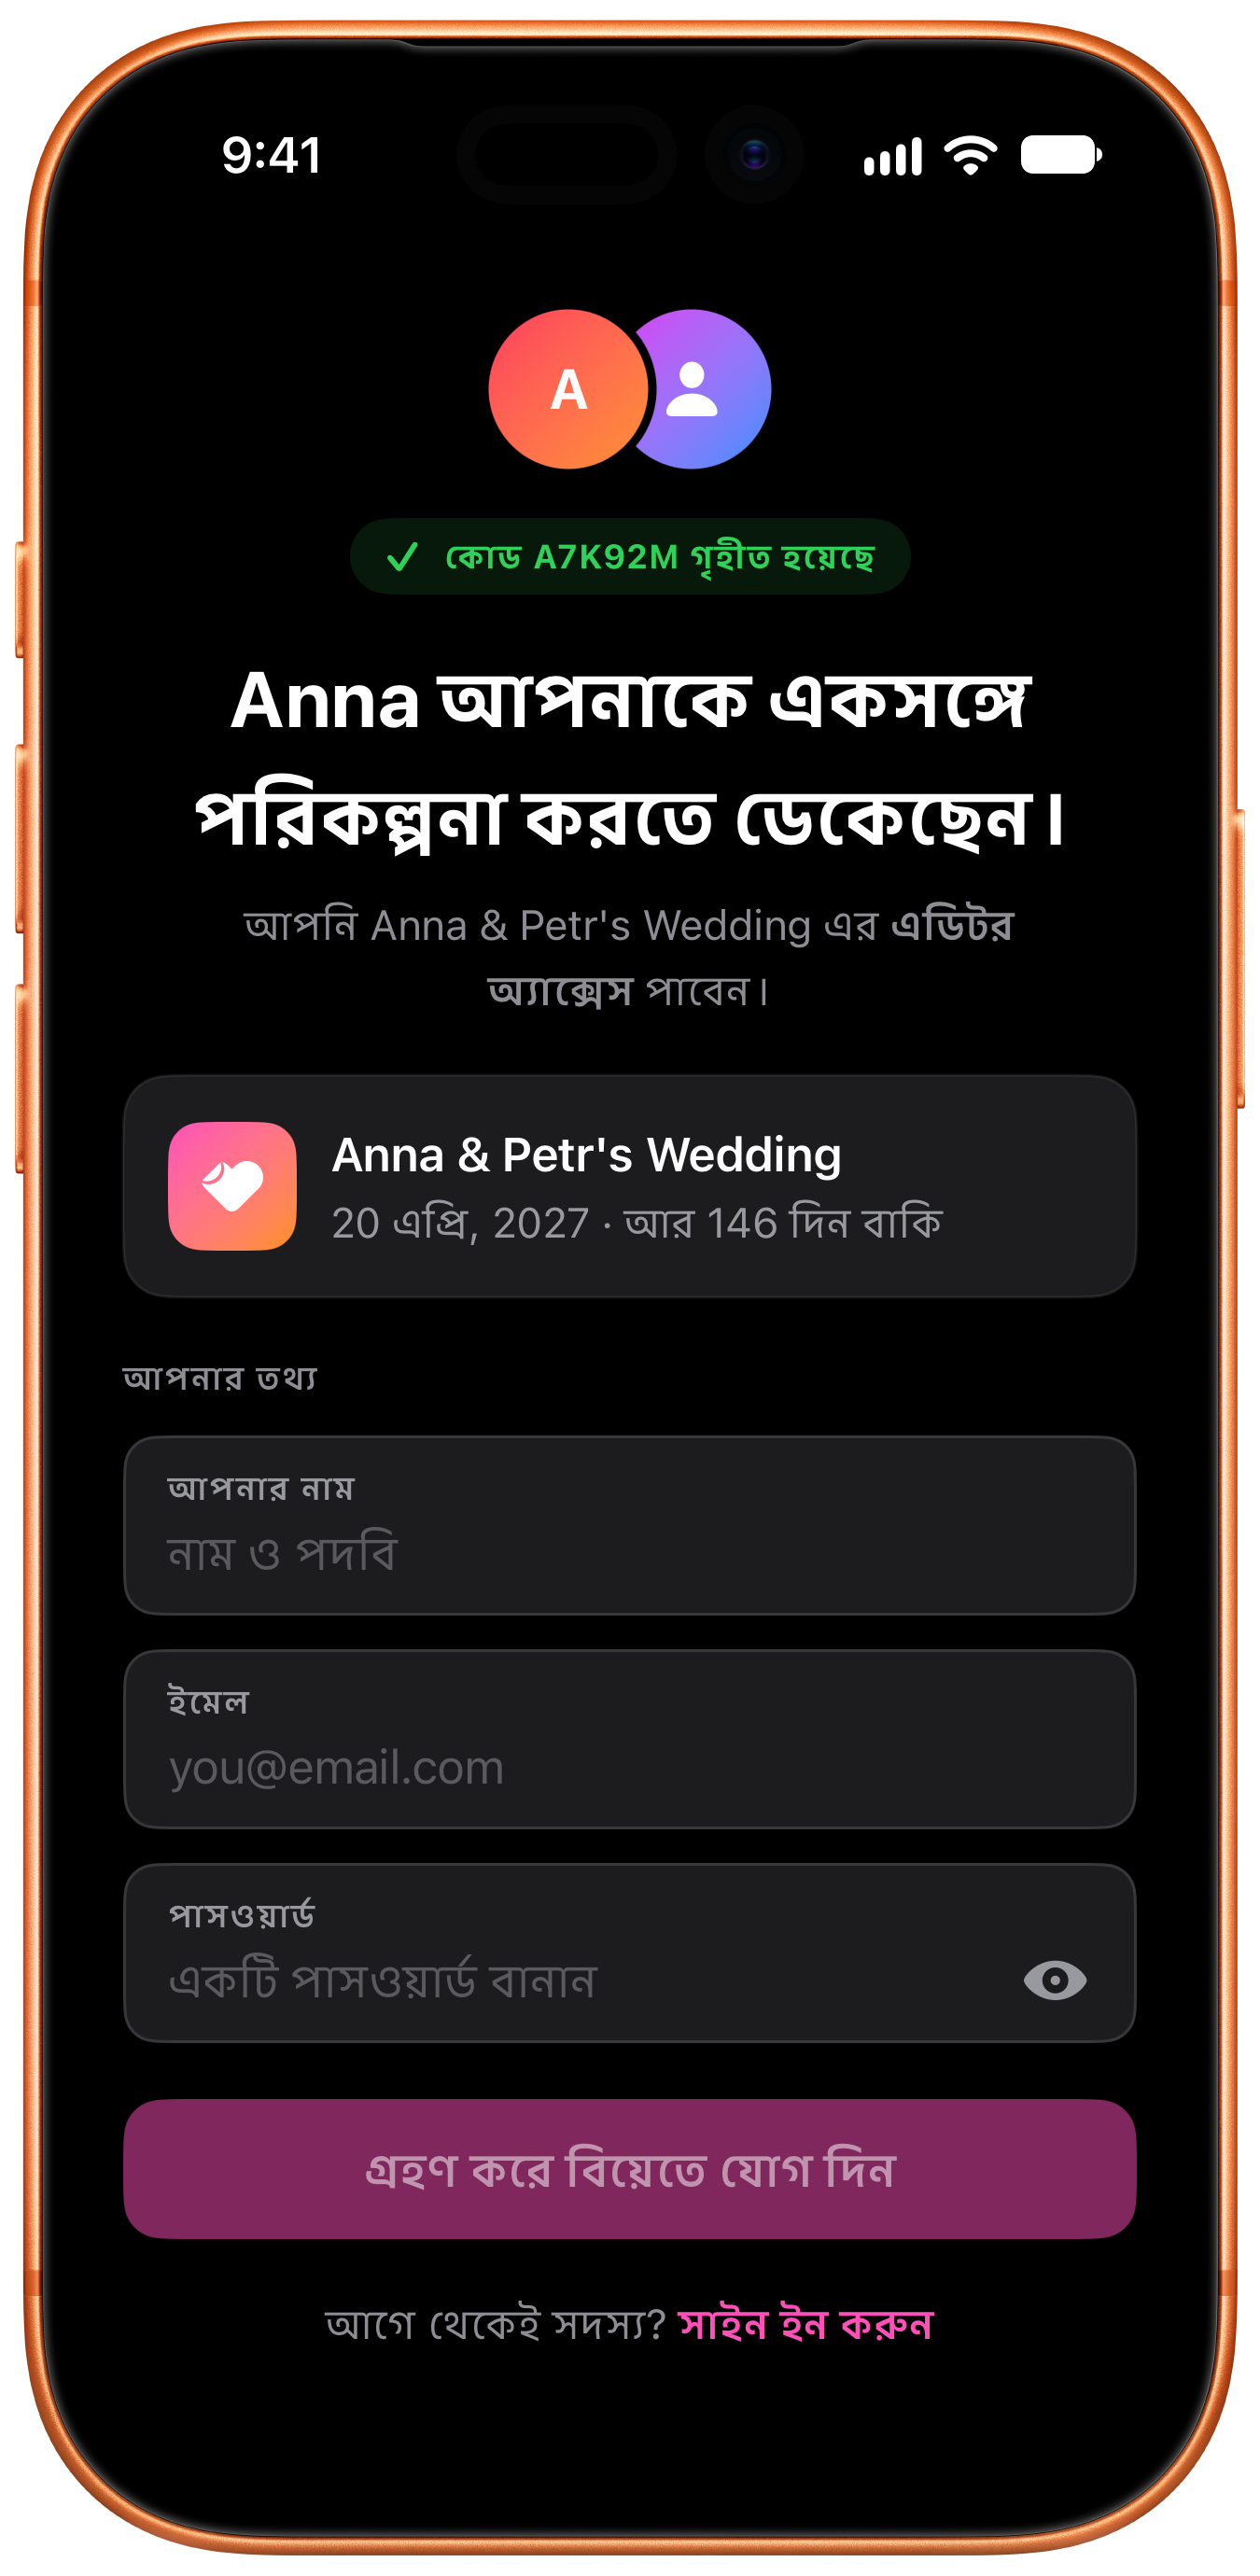 9:41
A
কোড A7K92M গৃহীত হয়েছে
Anna আপনাকে একসঙ্গে
পরিকল্পনা করতে ডেকেছেন।
আপনি Anna & Petr's Wedding এর এডিটর
অ্যাক্সেস পাবেন।
Anna & Petr's Wedding
20 এপ্রি, 2027 · আর 146 দিন বাকি
আপনার তথ্য
আপনার নাম
নাম ও পদবি
ইমেল
you@email.com
পাসওয়ার্ড
একটি পাসওয়ার্ড বানান
গ্রহণ করে বিয়েতে যোগ দিন
আগে থেকেই সদস্য? সাইন ইন করুন